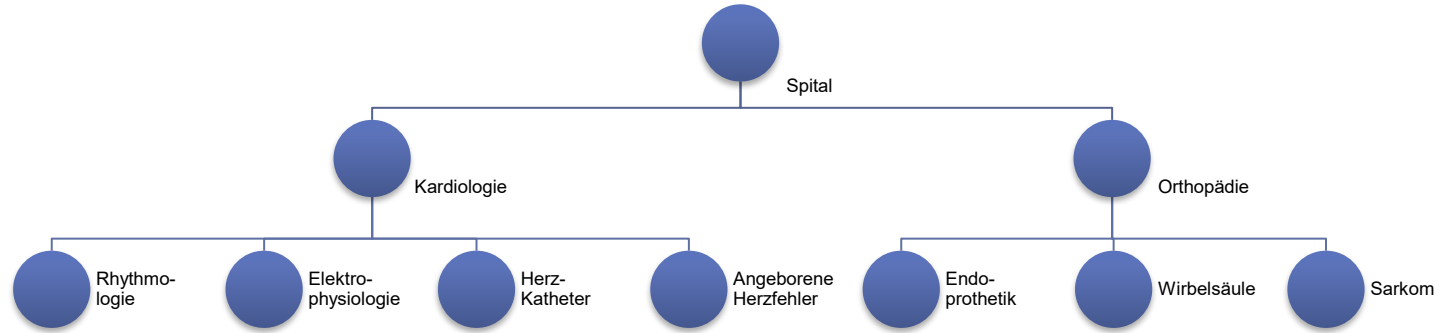 Spital
Kardiologie
Orthopädie
Rhythmo-
logie
Elektro-
physiologie
Herz-
Katheter
Angeborene
Herzfehler
Endo-
prothetik
Wirbelsäule
Sarkom